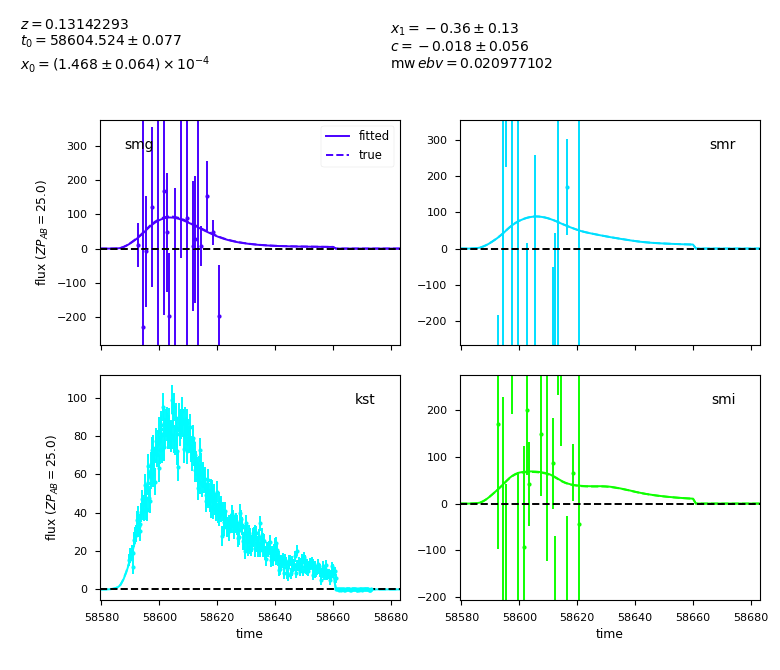 z = 0.13142293
t₀ = 58604.524 ± 0.077
x₀ = (1.468 ± 0.064) × 10⁻⁴
x₁ = −0.36 ± 0.13
c = −0.018 ± 0.056
mw ebv = 0.020977102
smg
fitted
true
300
200
100
0
−100
−200
flux (ZP_AB = 25.0)
smr
300
200
100
0
−100
−200
kst
100
80
60
40
20
0
flux (ZP_AB = 25.0)
58580 58600 58620 58640 58660 58680
time
smi
200
100
0
−100
−200
58580 58600 58620 58640 58660 58680
time